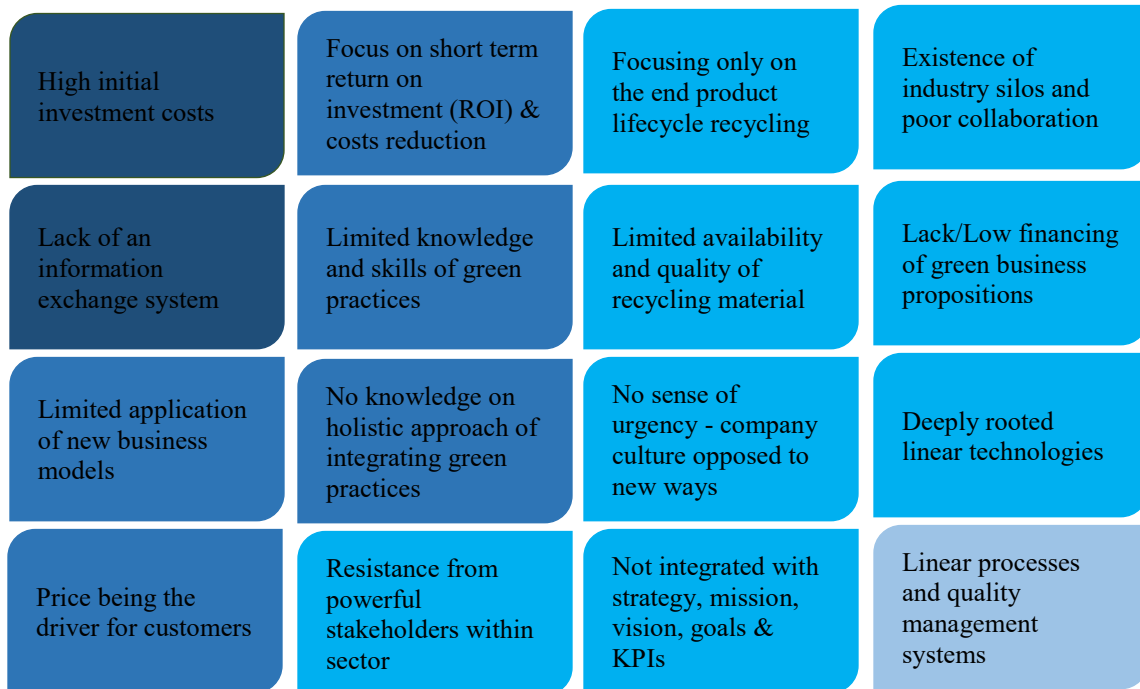 High initial
investment costs
Focus on short term
return on
investment (ROI) &
costs reduction
Focusing only on
the end product
lifecycle recycling
Existence of
industry silos and
poor collaboration
Lack of an
information
exchange system
Limited knowledge
and skills of green
practices
Limited availability
and quality of
recycling material
Lack/Low financing
of green business
propositions
Limited application
of new business
models
No knowledge on
holistic approach of
integrating green
practices
No sense of
urgency - company
culture opposed to
new ways
Deeply rooted
linear technologies
Price being the
driver for customers
Resistance from
powerful
stakeholders within
sector
Not integrated with
strategy, mission,
vision, goals &
KPIs
Linear processes
and quality
management
systems